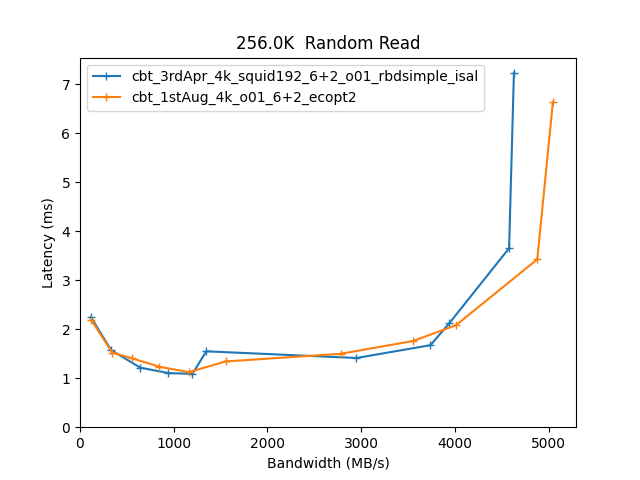 256.0K  Random Read
cbt_3rdApr_4k_squid192_6+2_o01_rbdsimple_isal
cbt_1stAug_4k_o01_6+2_ecopt2
Latency (ms)
7
6
5
4
3
2
1
0
0 1000 2000 3000 4000 5000
Bandwidth (MB/s)